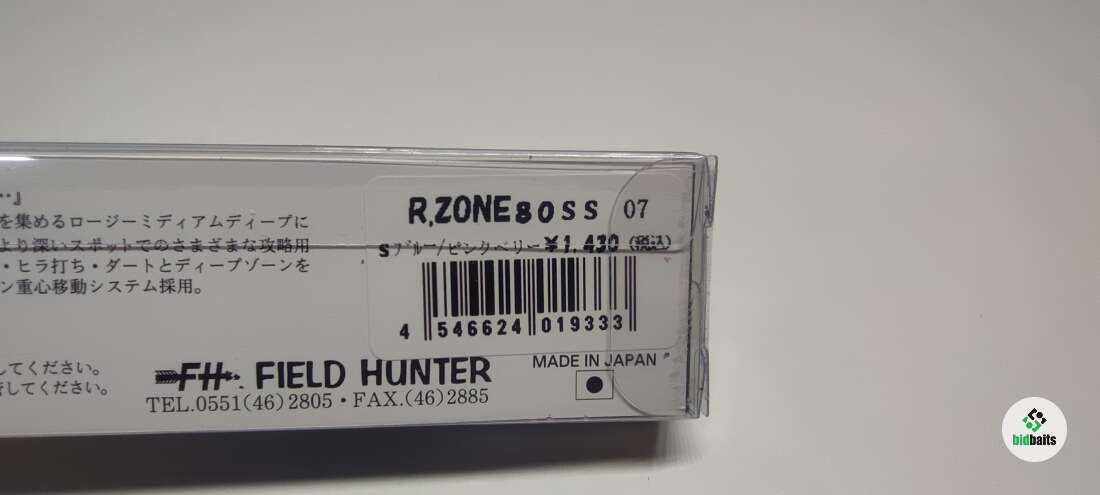 …』
を集めるロージーミディアムディープに
より深いスポットでのさまざまな攻略用
・ヒラ打ち・ダートとディープゾーンを
ン重心移動システム採用。
してください。
してください。
R,ZONE80SS 07
Sブルー/ピンクベリー ¥1,430 (税込)
4 546624 019333
FH. FIELD HUNTER
TEL.0551(46)2805・FAX.(46)2885
MADE IN JAPAN
bidbaits